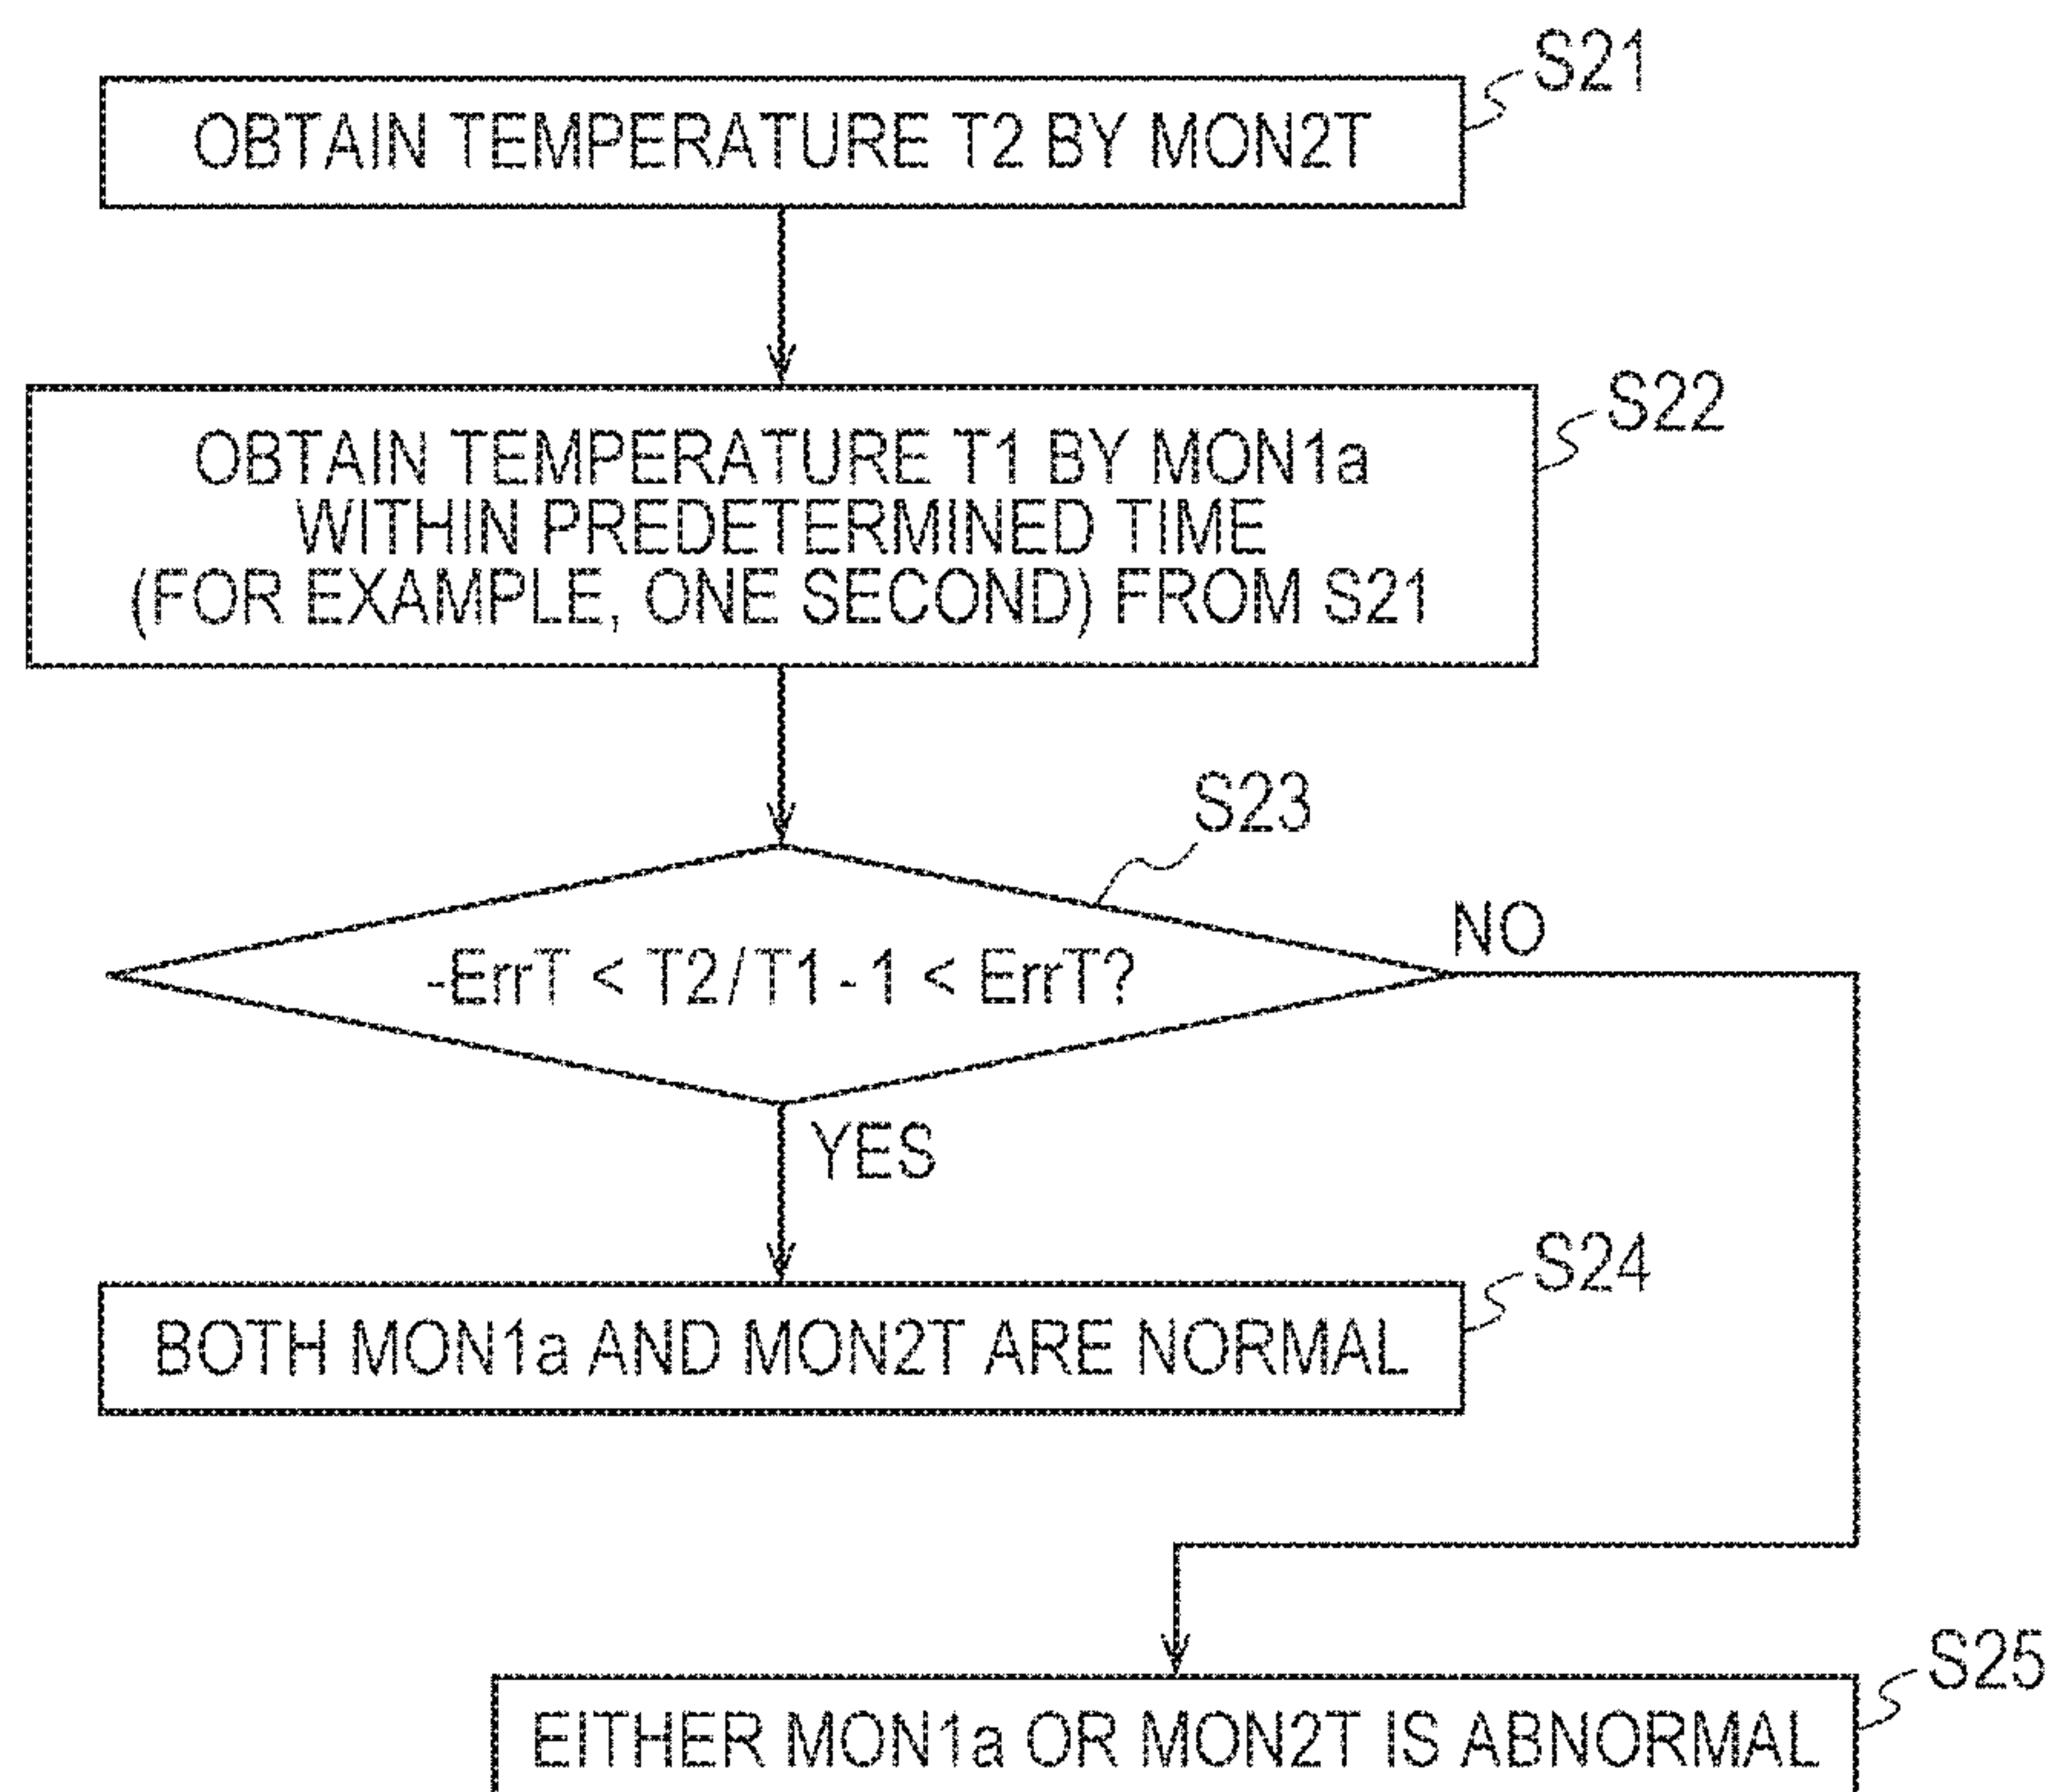 S21
OBTAIN TEMPERATURE T2 BY MON2T
S22
OBTAIN TEMPERATURE T1 BY MON1a
WITHIN PREDETERMINED TIME
(FOR EXAMPLE, ONE SECOND) FROM S21
S23
-ErrT < T2/T1-1 < ErrT?
NO
YES
S24
BOTH MON1a AND MON2T ARE NORMAL
S25
EITHER MON1a OR MON2T IS ABNORMAL